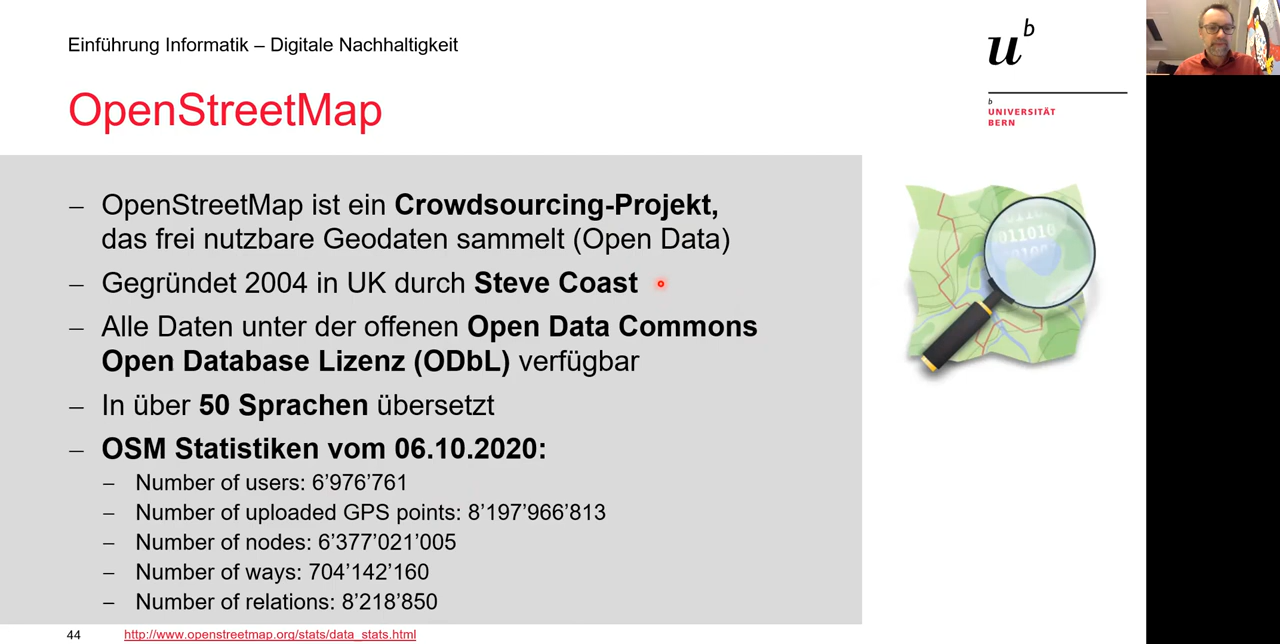 Einführung Informatik – Digitale Nachhaltigkeit
u b
b
UNIVERSITÄT
BERN
OpenStreetMap
– OpenStreetMap ist ein Crowdsourcing-Projekt,
das frei nutzbare Geodaten sammelt (Open Data)
– Gegründet 2004 in UK durch Steve Coast
– Alle Daten unter der offenen Open Data Commons
Open Database Lizenz (ODbL) verfügbar
– In über 50 Sprachen übersetzt
– OSM Statistiken vom 06.10.2020:
– Number of users: 6’976’761
– Number of uploaded GPS points: 8’197’966’813
– Number of nodes: 6’377’021’005
– Number of ways: 704’142’160
– Number of relations: 8’218’850
011010
44 http://www.openstreetmap.org/stats/data_stats.html